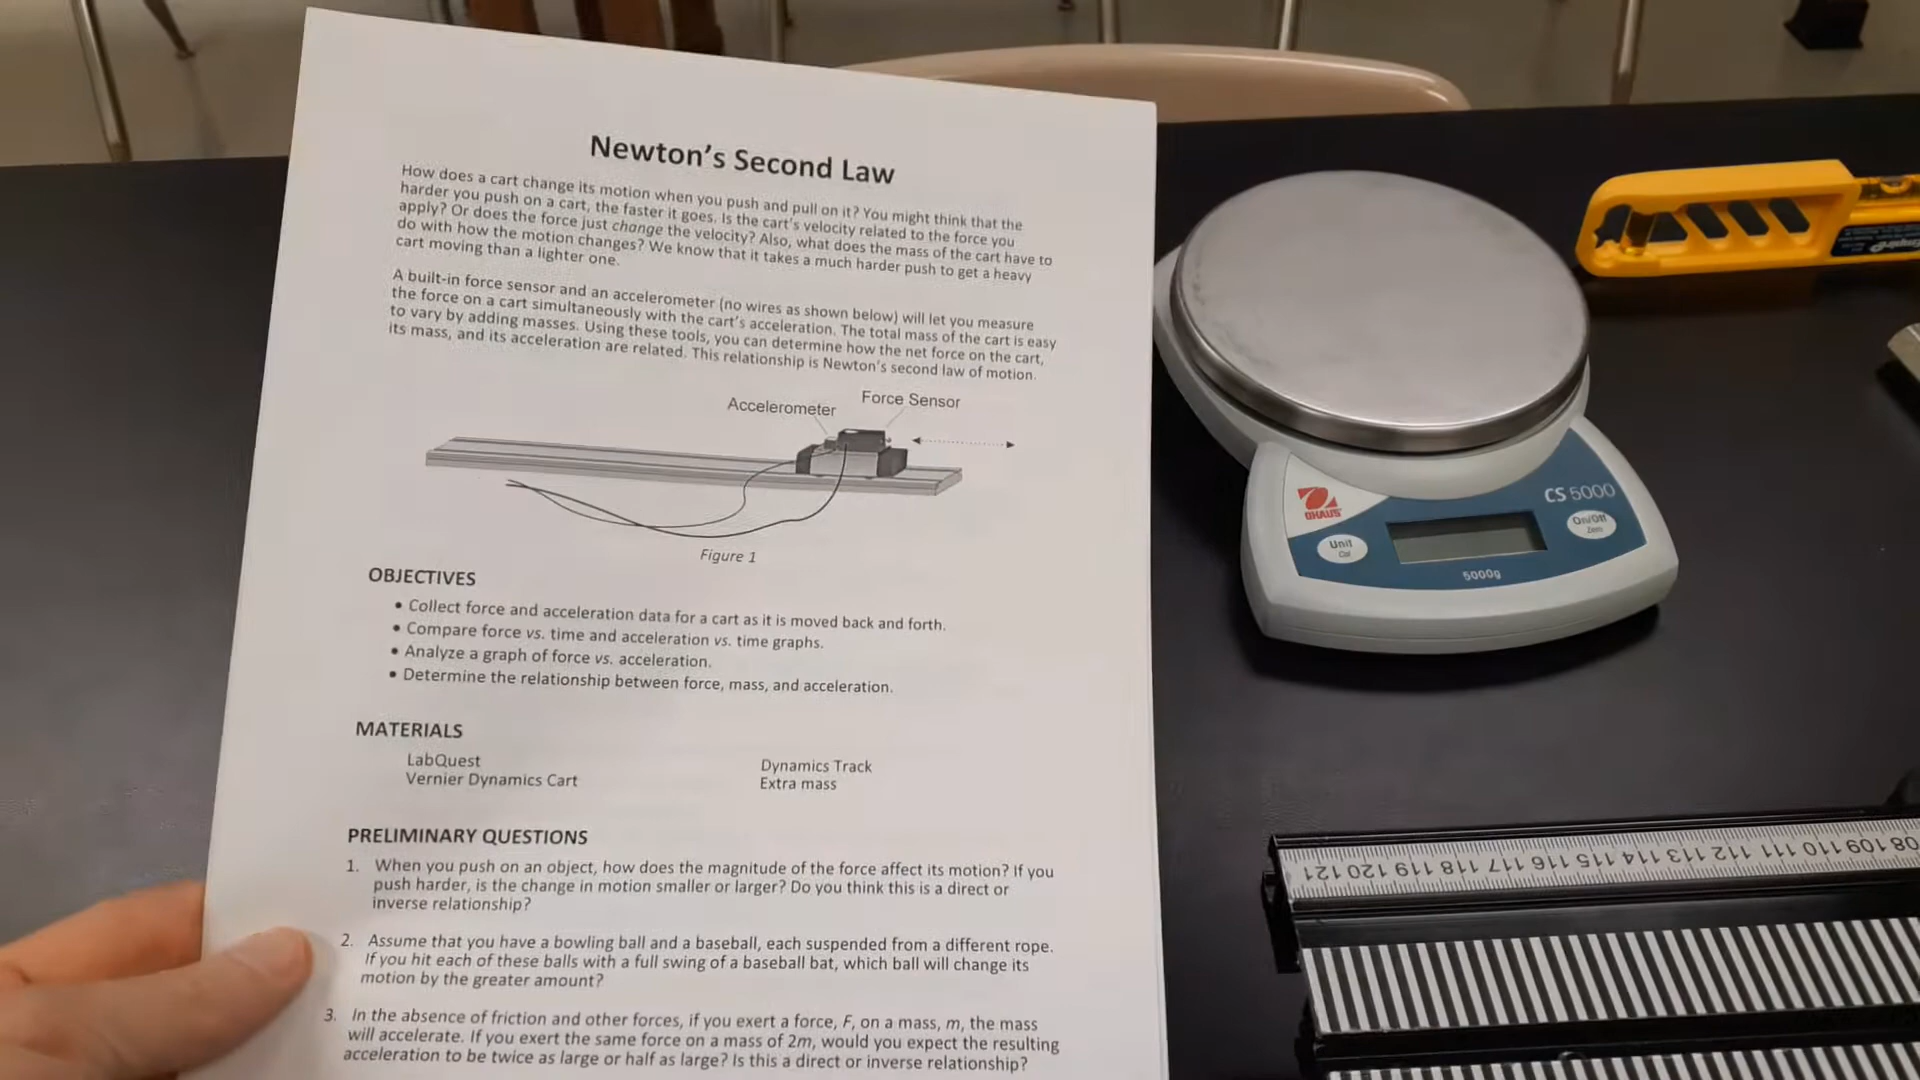 Newton's Second Law
How does a cart change its motion when you push and pull on it? You might think that the
harder you push on a cart, the faster it goes. Is the cart's velocity related to the force you
apply? Or does the force just change the velocity? Also, what does the mass of the cart have to
do with how the motion changes? We know that it takes a much harder push to get a heavy
cart moving than a lighter one.
A built-in force sensor and an accelerometer (no wires as shown below) will let you measure
the force on a cart simultaneously with the cart's acceleration. The total mass of the cart is easy
to vary by adding masses. Using these tools, you can determine how the net force on the cart,
its mass, and its acceleration are related. This relationship is Newton's second law of motion.
Accelerometer
Force Sensor
Figure 1
OBJECTIVES
• Collect force and acceleration data for a cart as it is moved back and forth.
• Compare force vs. time and acceleration vs. time graphs.
• Analyze a graph of force vs. acceleration.
• Determine the relationship between force, mass, and acceleration.
MATERIALS
LabQuest
Vernier Dynamics Cart
Dynamics Track
Extra mass
PRELIMINARY QUESTIONS
1. When you push on an object, how does the magnitude of the force affect its motion? If you
push harder, is the change in motion smaller or larger? Do you think this is a direct or
inverse relationship?
2. Assume that you have a bowling ball and a baseball, each suspended from a different rope.
If you hit each of these balls with a full swing of a baseball bat, which ball will change its
motion by the greater amount?
3. In the absence of friction and other forces, if you exert a force, F, on a mass, m, the mass
will accelerate. If you exert the same force on a mass of 2m, would you expect the resulting
acceleration to be twice as large or half as large? Is this a direct or inverse relationship?
OHAUS
CS 5000
Unit
Cal
On/Off
Zero
5000g
121 120 119 118 117 116 115 114 113 112 111 110 109 108